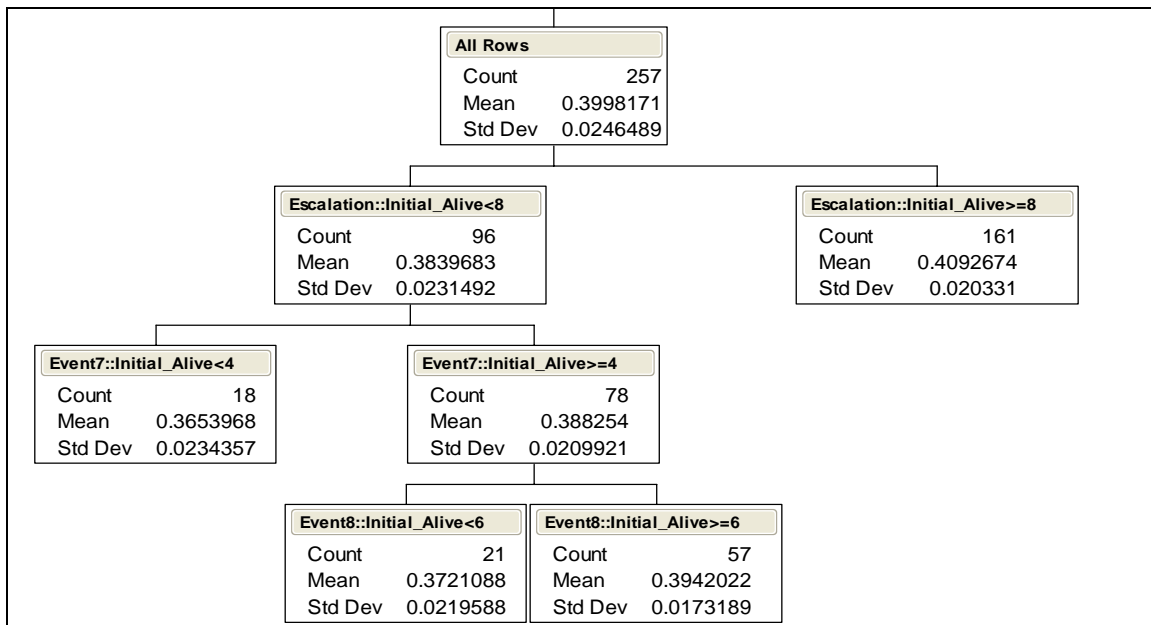 All Rows
Count 257
Mean 0.3998171
Std Dev 0.0246489
Escalation::Initial_Alive<8
Count 96
Mean 0.3839683
Std Dev 0.0231492
Escalation::Initial_Alive>=8
Count 161
Mean 0.4092674
Std Dev 0.020331
Event7::Initial_Alive<4
Count 18
Mean 0.3653968
Std Dev 0.0234357
Event7::Initial_Alive>=4
Count 78
Mean 0.388254
Std Dev 0.0209921
Event8::Initial_Alive<6
Count 21
Mean 0.3721088
Std Dev 0.0219588
Event8::Initial_Alive>=6
Count 57
Mean 0.3942022
Std Dev 0.0173189